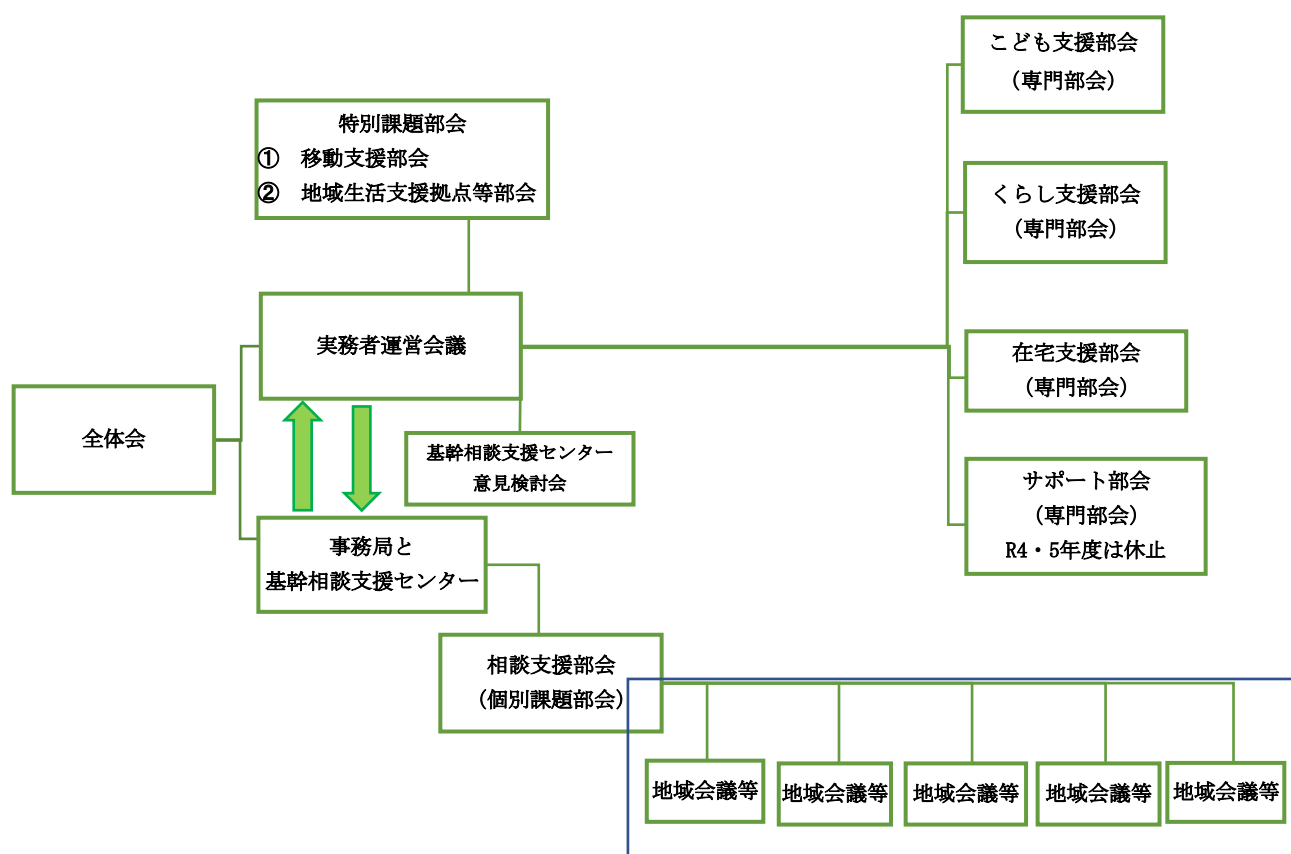 こども支援部会
（専門部会）
特別課題部会
①　移動支援部会
②　地域生活支援拠点等部会
くらし支援部会
（専門部会）
実務者運営会議
在宅支援部会
（専門部会）
全体会
基幹相談支援センター
意見検討会
サポート部会
（専門部会）
R4・5年度は休止
事務局と
基幹相談支援センター
相談支援部会
（個別課題部会）
地域会議等
地域会議等
地域会議等
地域会議等
地域会議等